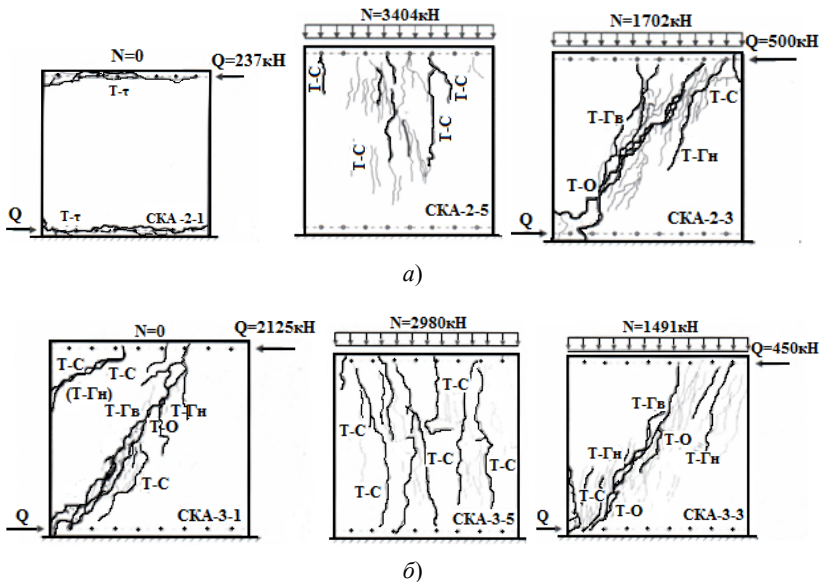 N=0
Q=237кН
Т-т
Т-т
СКА -2-1
Q
N=3404кН
Т-С
Т-С
Т-С
Т-С
СКА-2-5
N=1702кН
Q=500кН
Т-С
Т-Гв
Т-Гн
Т-О
СКА-2-3
Q
а)
N=0
Q=2125кН
Т-С
(Т-Гн)
Т-С
Т-Гв
Т-Гн
Т-О
Т-С
СКА-3-1
Q
N=2980кН
Т-С
Т-С
Т-С
Т-С
СКА-3-5
N=1491кН
Q=450кН
Т-Гв
Т-О
Т-Гн
Т-Гн
Т-С
Т-О
СКА-3-3
Q
б)